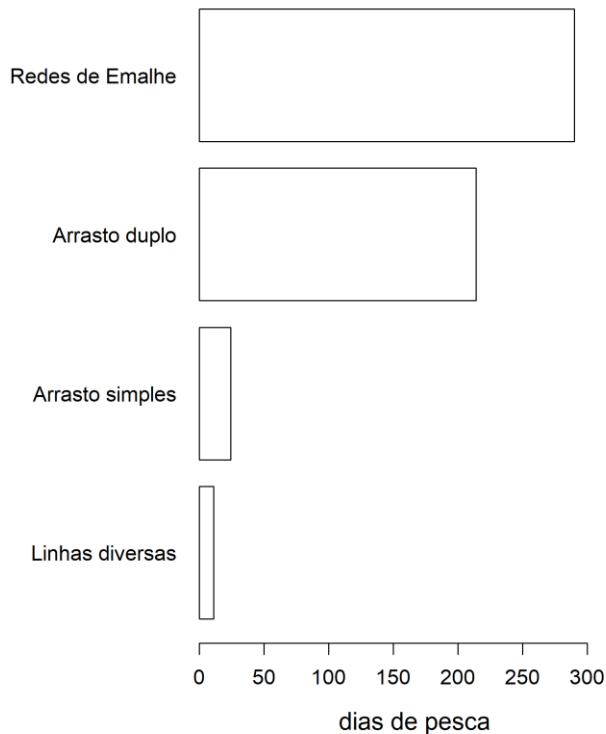 Redes de Emalhe
Arrasto duplo
Arrasto simples
Linhas diversas
0 50 100 150 200 250 300
dias de pesca